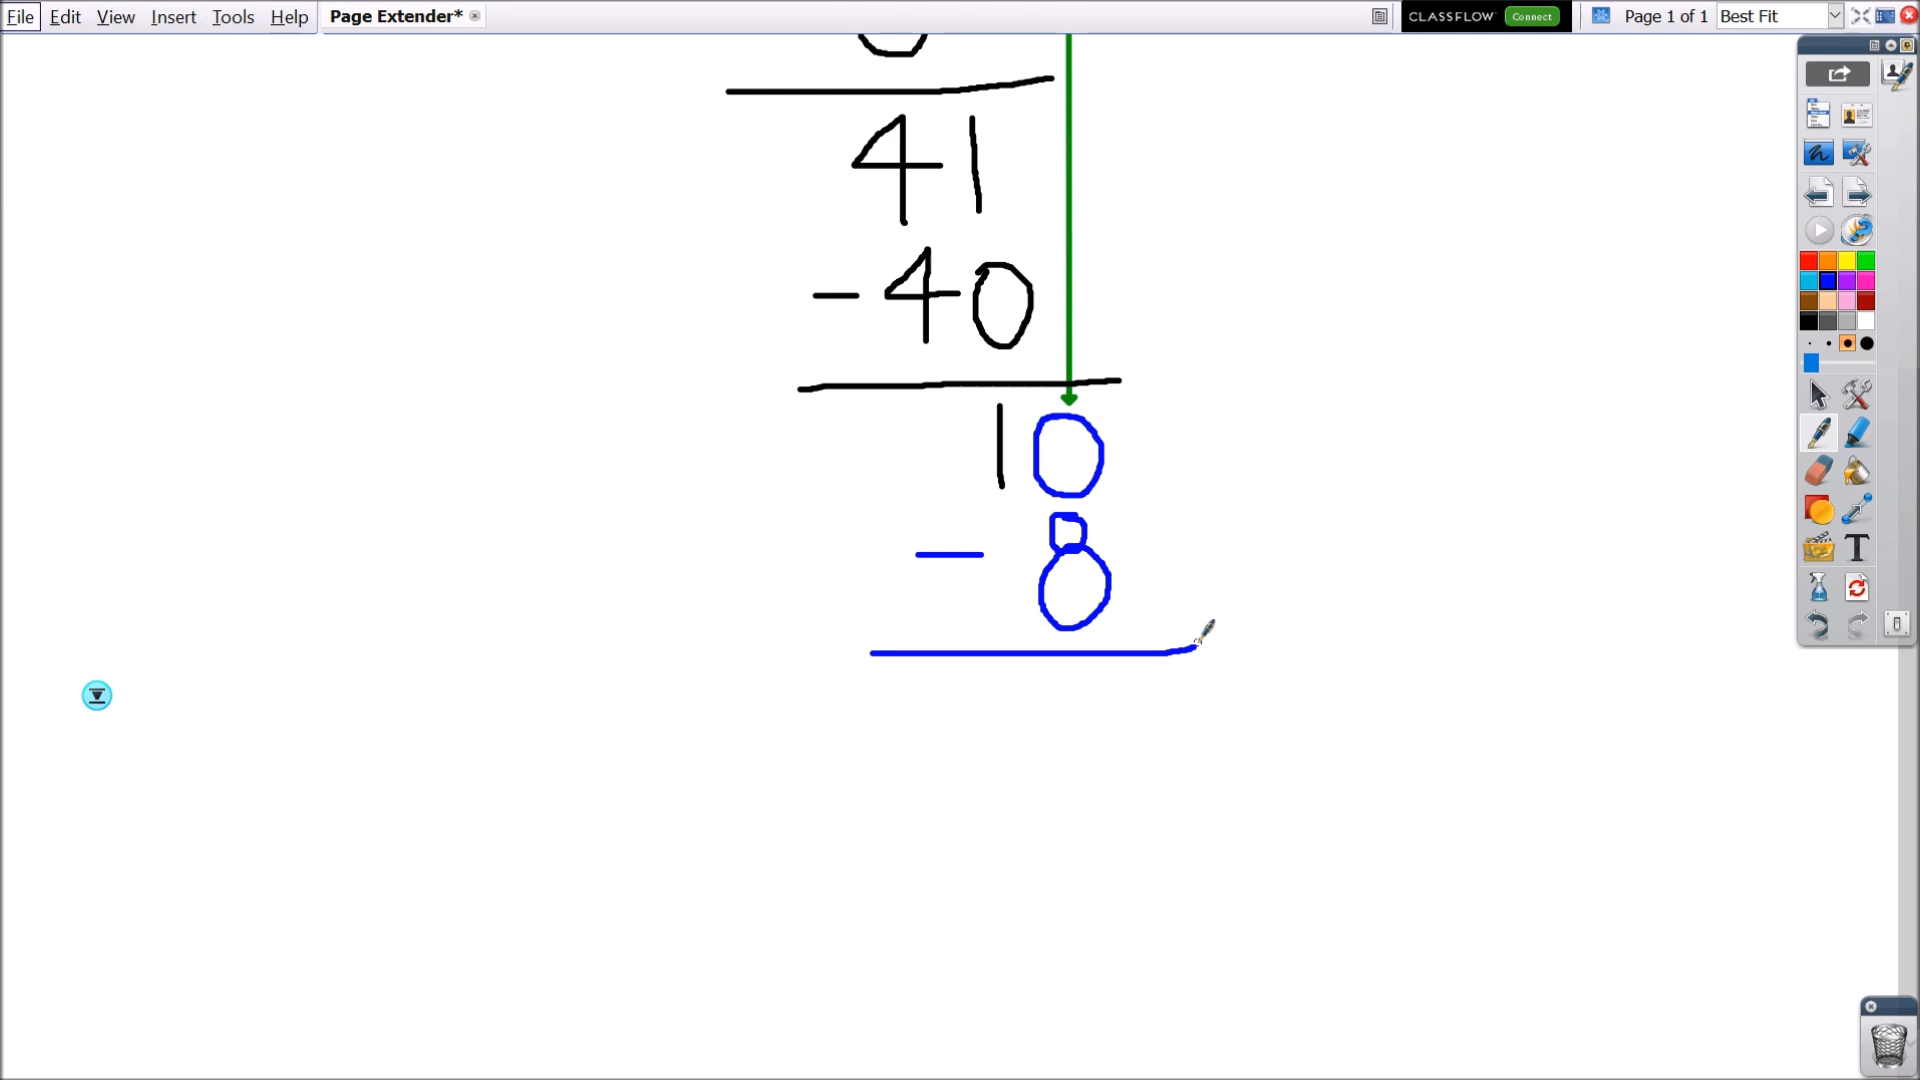 File Edit View Insert Tools Help Page Extender* CLASSFLOW Connect Page 1 of 1 Best Fit
41
- 40
10
- 8
T